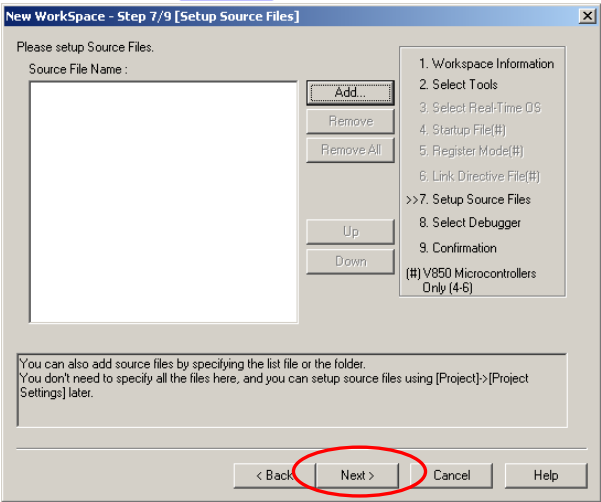 New WorkSpace - Step 7/9 [Setup Source Files]
Please setup Source Files.
Source File Name :
Add...
Remove
Remove All
Up
Down
1. Workspace Information
2. Select Tools
3. Select Real-Time OS
4. Startup File(#)
5. Register Mode(#)
6. Link Directive File(#)
>>7. Setup Source Files
8. Select Debugger
9. Confirmation
(#) V850 Microcontrollers
Only (4-6)
You can also add source files by specifying the list file or the folder.
You don't need to specify all the files here, and you can setup source files using [Project]->[Project
Settings] later.
< Back
Next >
Cancel
Help